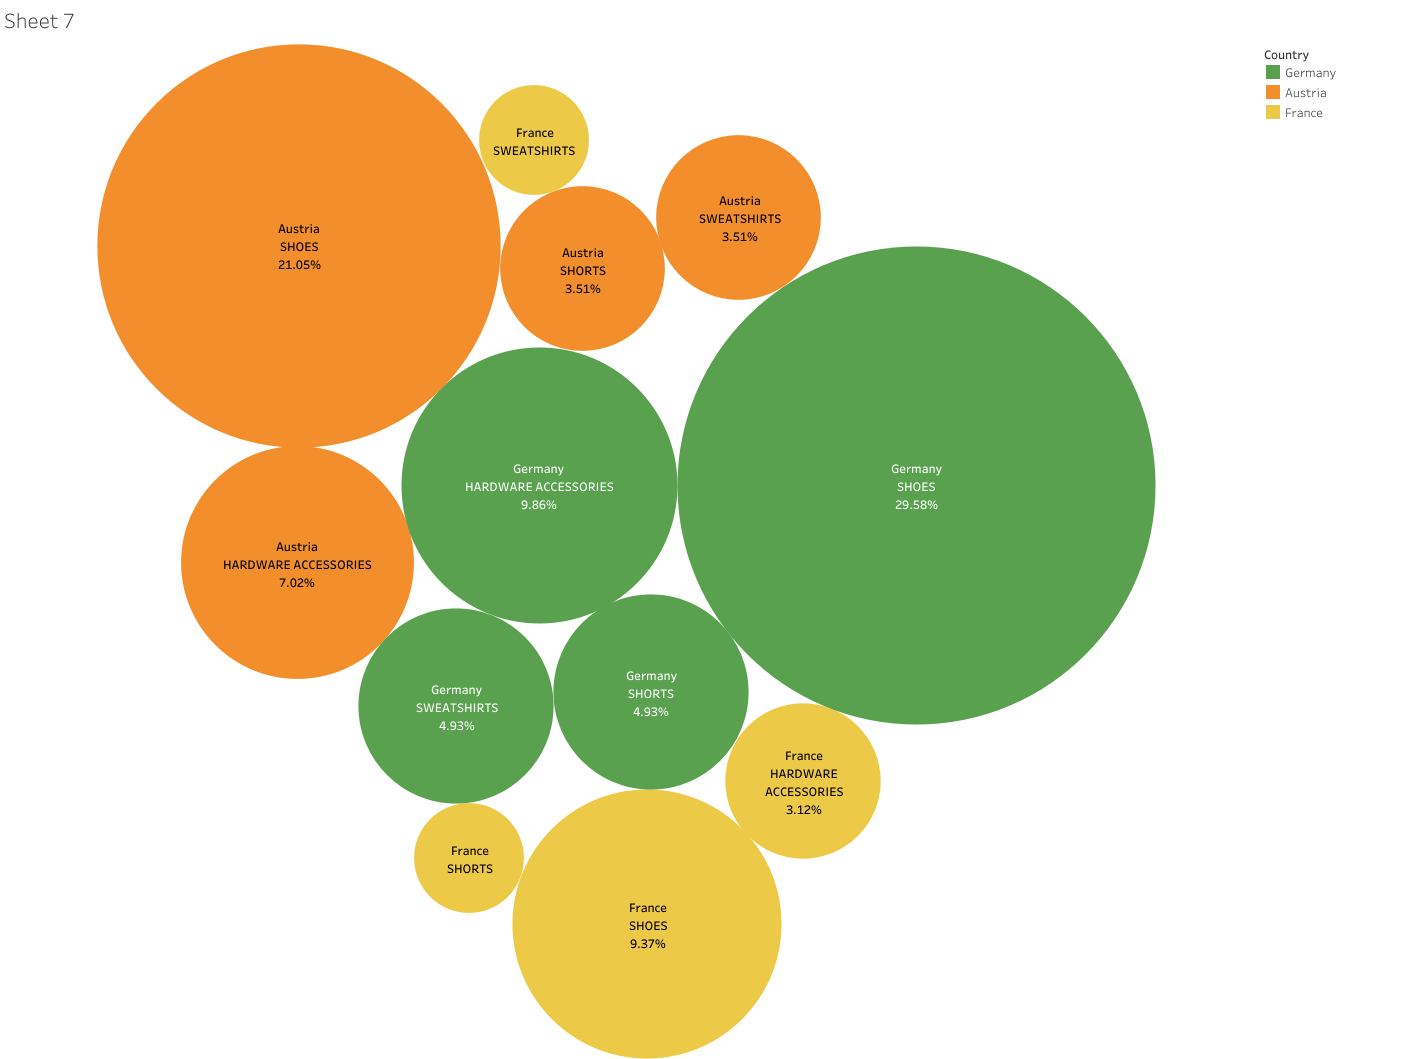 Sheet 7
Country
Germany
Austria
France
France
SWEATSHIRTS
Austria
SWEATSHIRTS
3.51%
Austria
SHOES
21.05%
Austria
SHORTS
3.51%
Germany
HARDWARE ACCESSORIES
9.86%
Germany
SHOES
29.58%
Austria
HARDWARE ACCESSORIES
7.02%
Germany
SWEATSHIRTS
4.93%
Germany
SHORTS
4.93%
France
HARDWARE
ACCESSORIES
3.12%
France
SHORTS
France
SHOES
9.37%